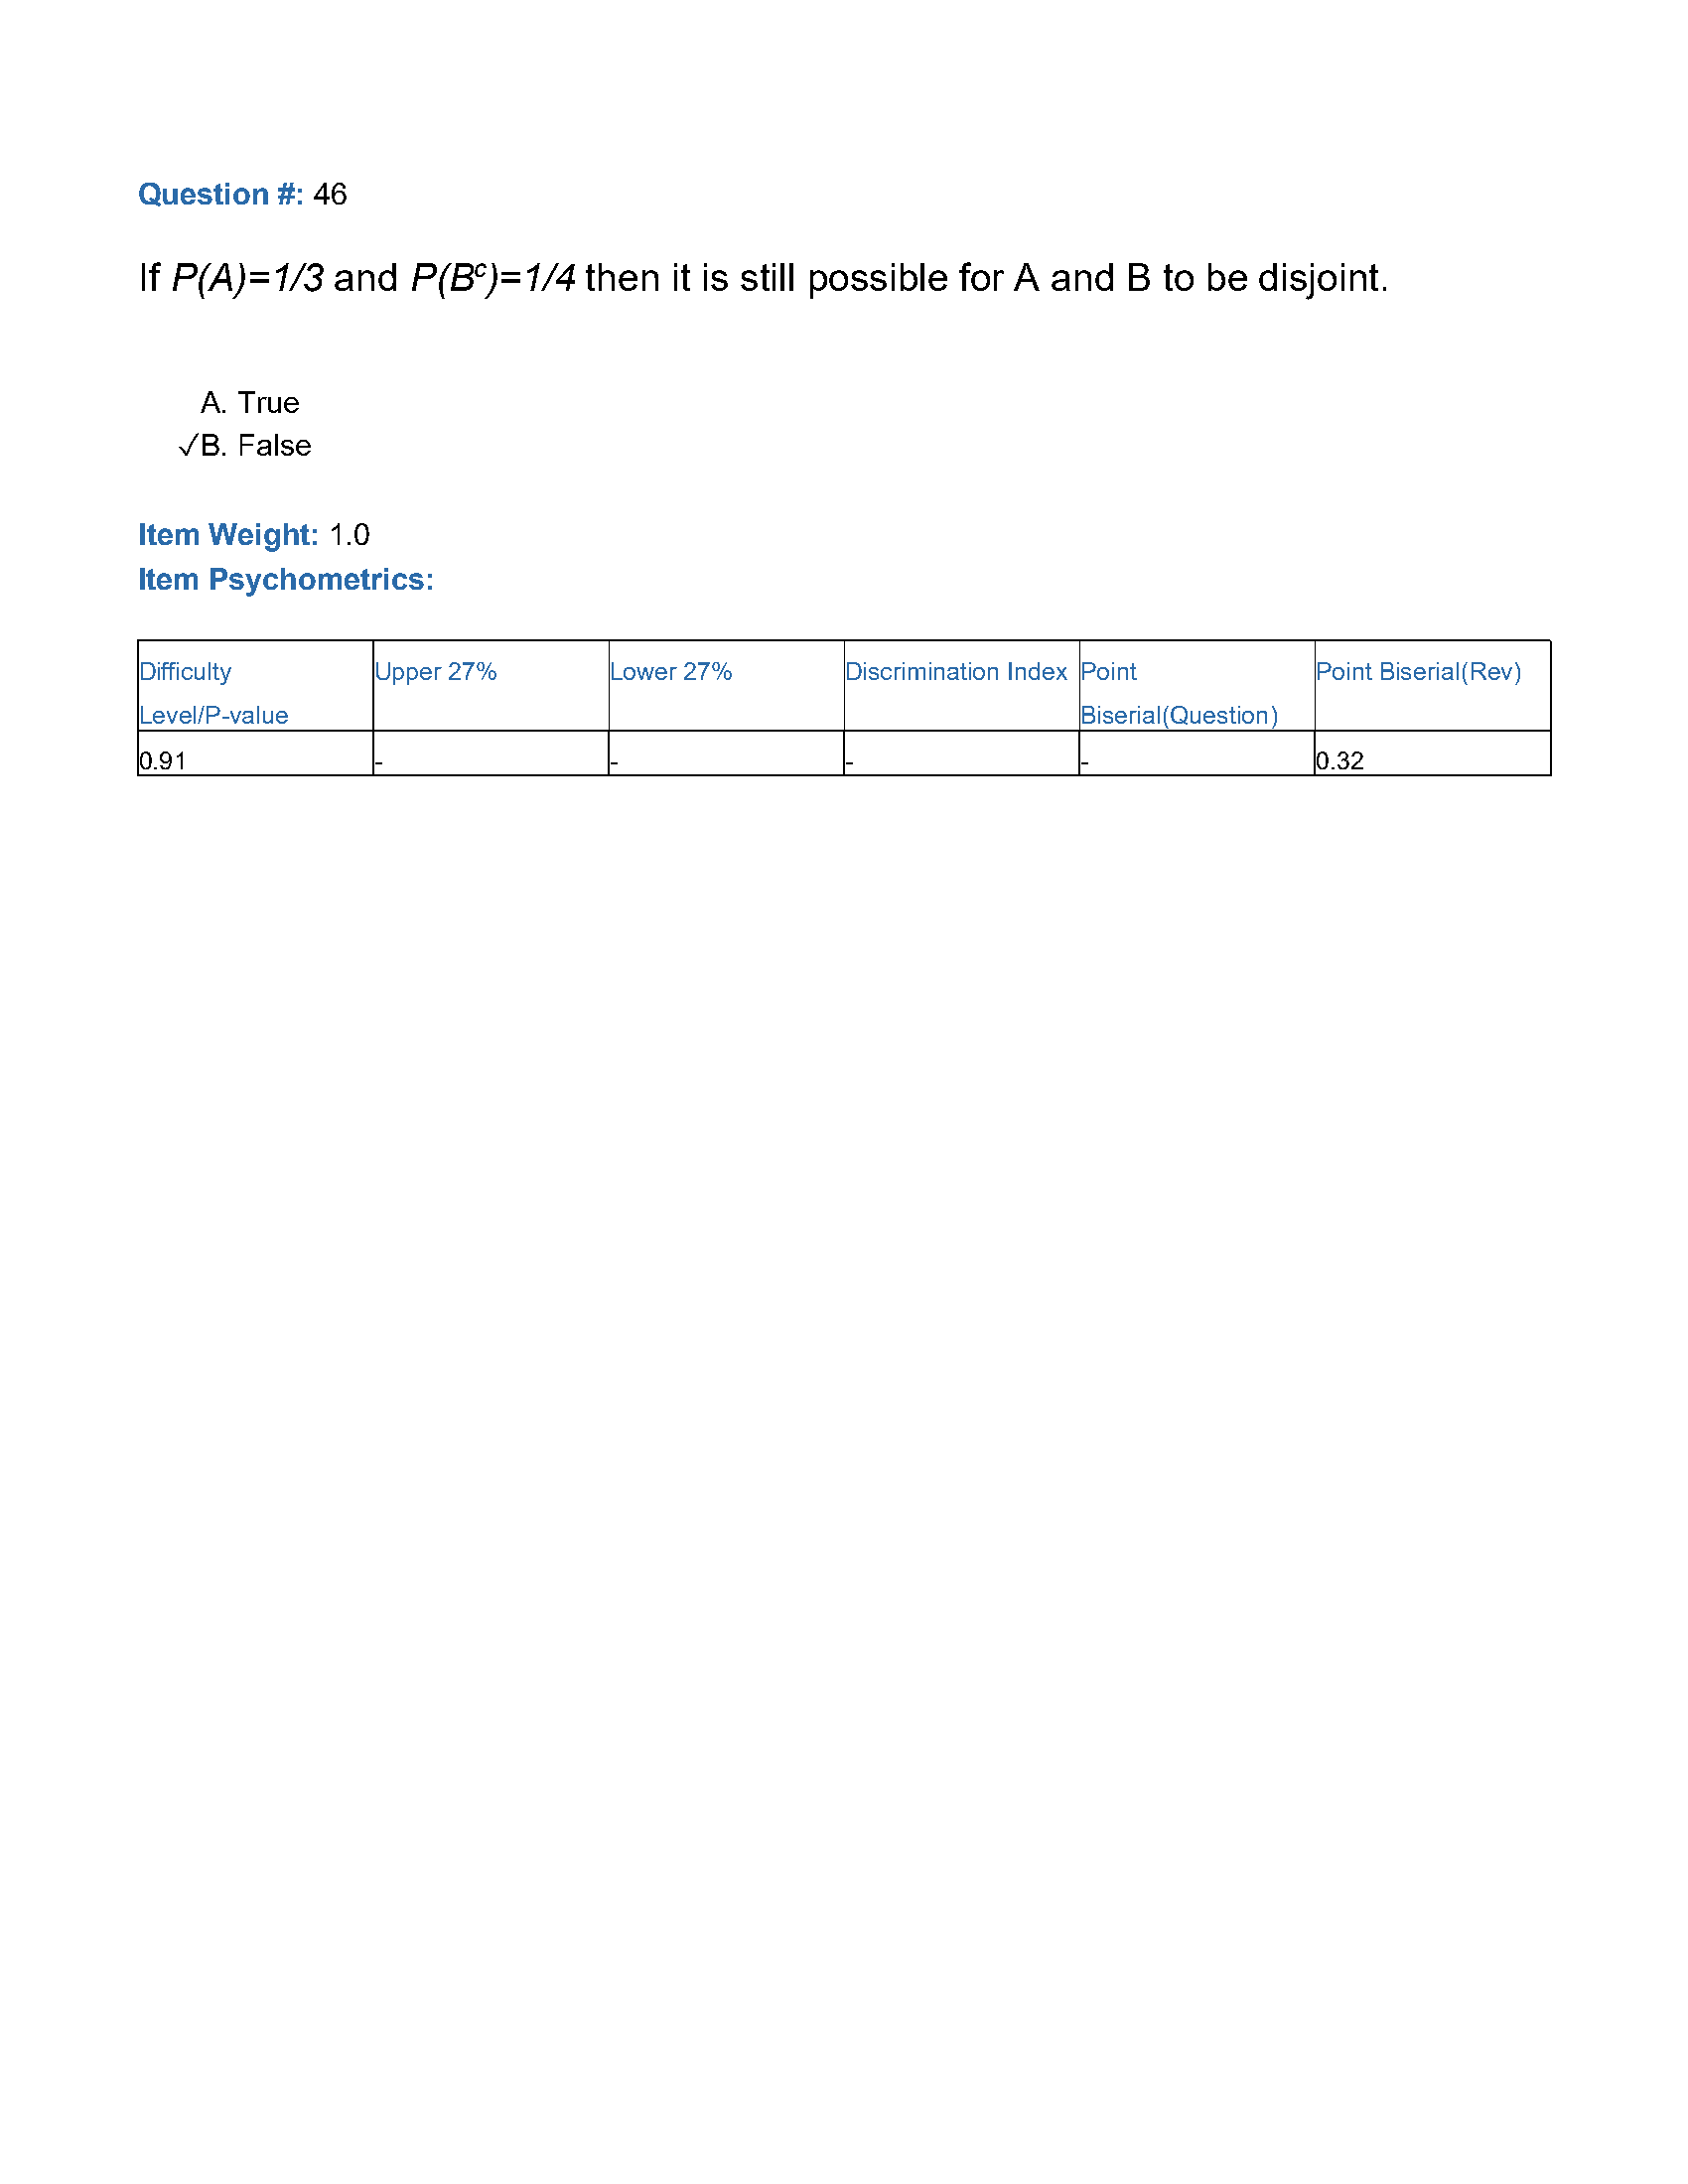 Question #: 46
If P(A)=1/3 and P(Bᶜ)=1/4 then it is still possible for A and B to be disjoint.
A. True
✓B. False
Item Weight: 1.0
Item Psychometrics:
Difficulty Level/P-value Upper 27% Lower 27% Discrimination Index Point Biserial(Question) Point Biserial(Rev)
0.91 - - - - 0.32